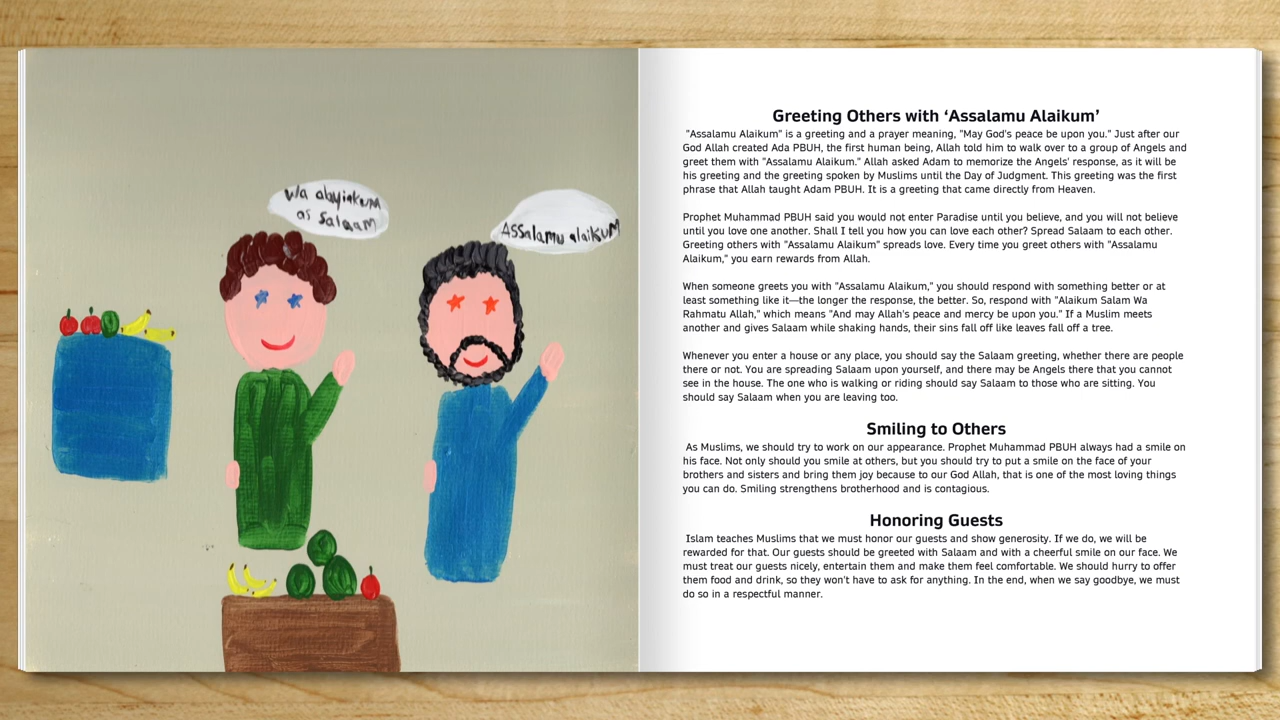 Wa alayiekum
as Salaam
Assalamu alaikum
Greeting Others with ‘Assalamu Alaikum’
"Assalamu Alaikum" is a greeting and a prayer meaning, "May God's peace be upon you." Just after our
God Allah created Ada PBUH, the first human being, Allah told him to walk over to a group of Angels and
greet them with "Assalamu Alaikum." Allah asked Adam to memorize the Angels' response, as it will be
his greeting and the greeting spoken by Muslims until the Day of Judgment. This greeting was the first
phrase that Allah taught Adam PBUH. It is a greeting that came directly from Heaven.
Prophet Muhammad PBUH said you would not enter Paradise until you believe, and you will not believe
until you love one another. Shall I tell you how you can love each other? Spread Salaam to each other.
Greeting others with "Assalamu Alaikum" spreads love. Every time you greet others with "Assalamu
Alaikum," you earn rewards from Allah.
When someone greets you with "Assalamu Alaikum," you should respond with something better or at
least something like it—the longer the response, the better. So, respond with "Alaikum Salam Wa
Rahmatu Allah," which means "And may Allah's peace and mercy be upon you." If a Muslim meets
another and gives Salaam while shaking hands, their sins fall off like leaves fall off a tree.
Whenever you enter a house or any place, you should say the Salaam greeting, whether there are people
there or not. You are spreading Salaam upon yourself, and there may be Angels there that you cannot
see in the house. The one who is walking or riding should say Salaam to those who are sitting. You
should say Salaam when you are leaving too.
Smiling to Others
As Muslims, we should try to work on our appearance. Prophet Muhammad PBUH always had a smile on
his face. Not only should you smile at others, but you should try to put a smile on the face of your
brothers and sisters and bring them joy because to our God Allah, that is one of the most loving things
you can do. Smiling strengthens brotherhood and is contagious.
Honoring Guests
Islam teaches Muslims that we must honor our guests and show generosity. If we do, we will be
rewarded for that. Our guests should be greeted with Salaam and with a cheerful smile on our face. We
must treat our guests nicely, entertain them and make them feel comfortable. We should hurry to offer
them food and drink, so they won't have to ask for anything. In the end, when we say goodbye, we must
do so in a respectful manner.